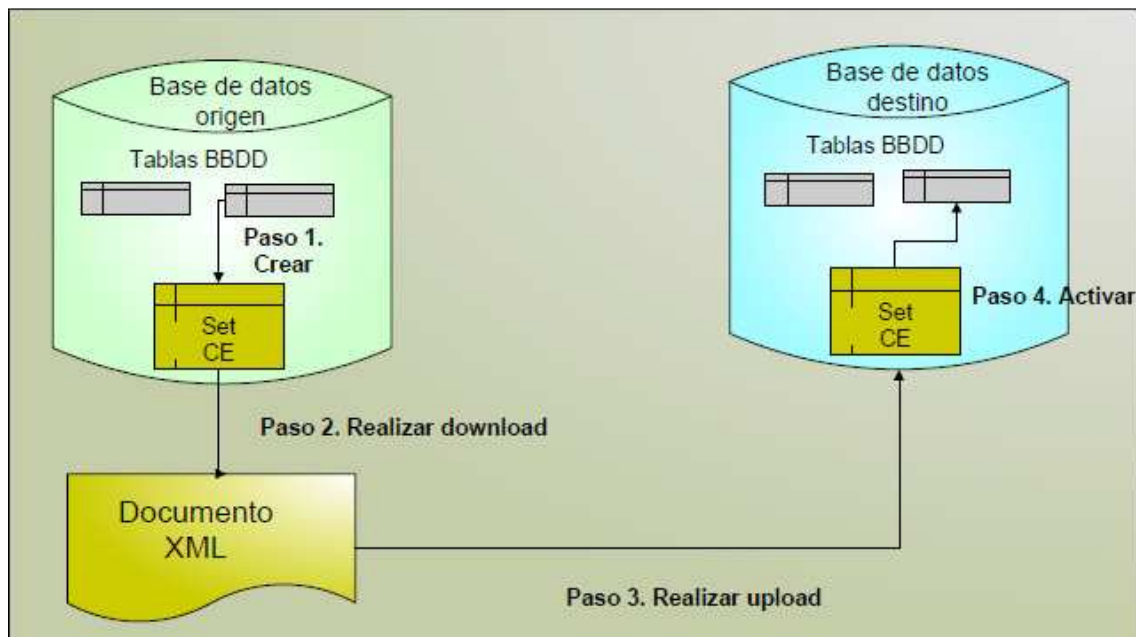 Base de datos
origen
Tablas BBDD
Paso 1.
Crear
Set
CE
Paso 2. Realizar download
Documento
XML
Paso 3. Realizar upload
Base de datos
destino
Tablas BBDD
Paso 4. Activar
Set
CE